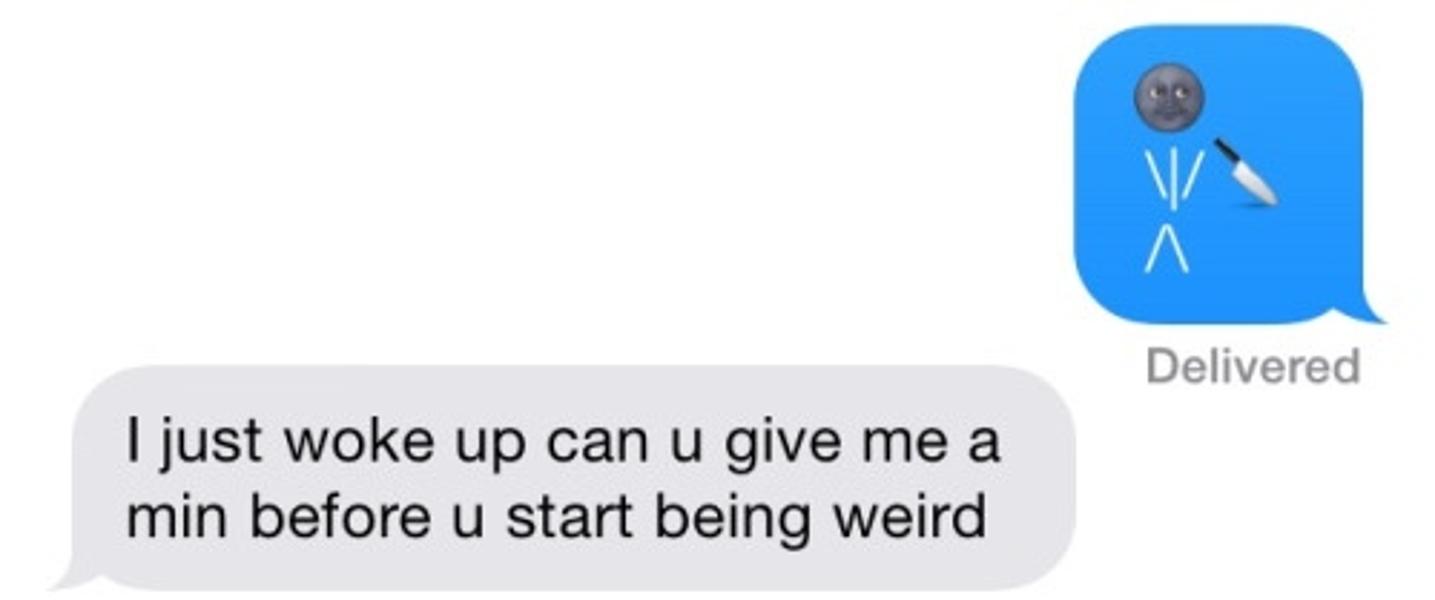 🌚
\|/🔪
/\
Delivered
I just woke up can u give me a
min before u start being weird